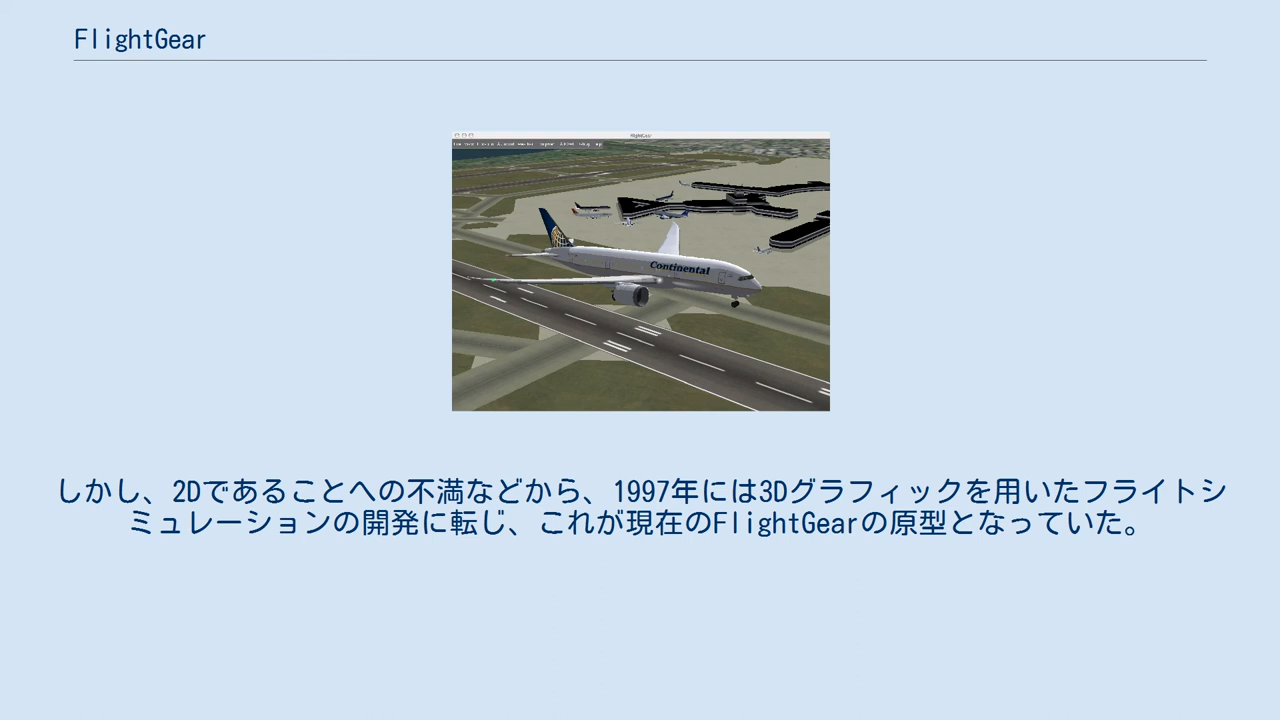 FlightGear
FlightGear
Continental
しかし、2Dであることへの不満などから、1997年には3Dグラフィックを用いたフライトシ
ミュレーションの開発に転じ、これが現在のFlightGearの原型となっていた。